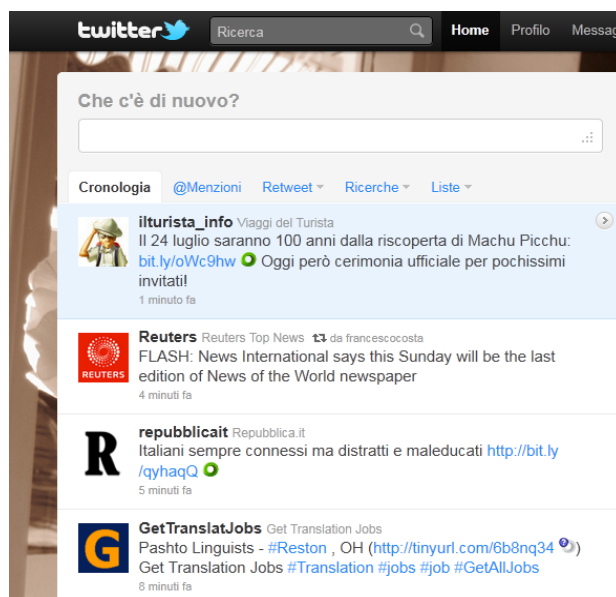 twitter Ricerca Home Profilo Messag
Che c'è di nuovo?
Cronologia @Menzioni Retweet Ricerche Liste
ilturista_info Viaggi del Turista
Il 24 luglio saranno 100 anni dalla riscoperta di Machu Picchu:
bit.ly/oWc9hw Oggi però cerimonia ufficiale per pochissimi
invitati!
1 minuto fa
Reuters Reuters Top News da francescocosta
FLASH: News International says this Sunday will be the last
edition of News of the World newspaper
REUTERS
4 minuti fa
R
repubblicait Repubblica.it
Italiani sempre connessi ma distratti e maleducati http://bit.ly
/qyhaqQ
5 minuti fa
G
GetTranslatJobs Get Translation Jobs
Pashto Linguists - #Reston , OH (http://tinyurl.com/6b8nq34 )
Get Translation Jobs #Translation #jobs #job #GetAllJobs
8 minuti fa